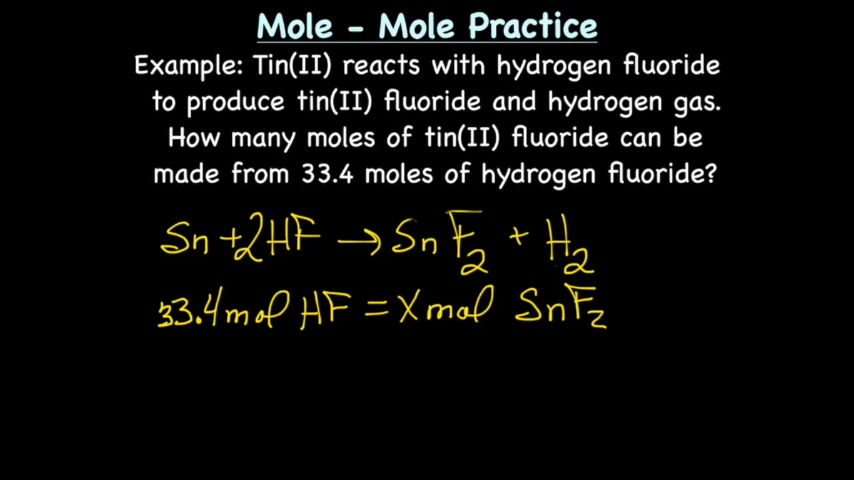 Mole - Mole Practice
Example: Tin(II) reacts with hydrogen fluoride
to produce tin(II) fluoride and hydrogen gas.
How many moles of tin(II) fluoride can be
made from 33.4 moles of hydrogen fluoride?
Sn + 2HF → SnF₂ + H₂
33.4 mol HF = X mol SnF₂